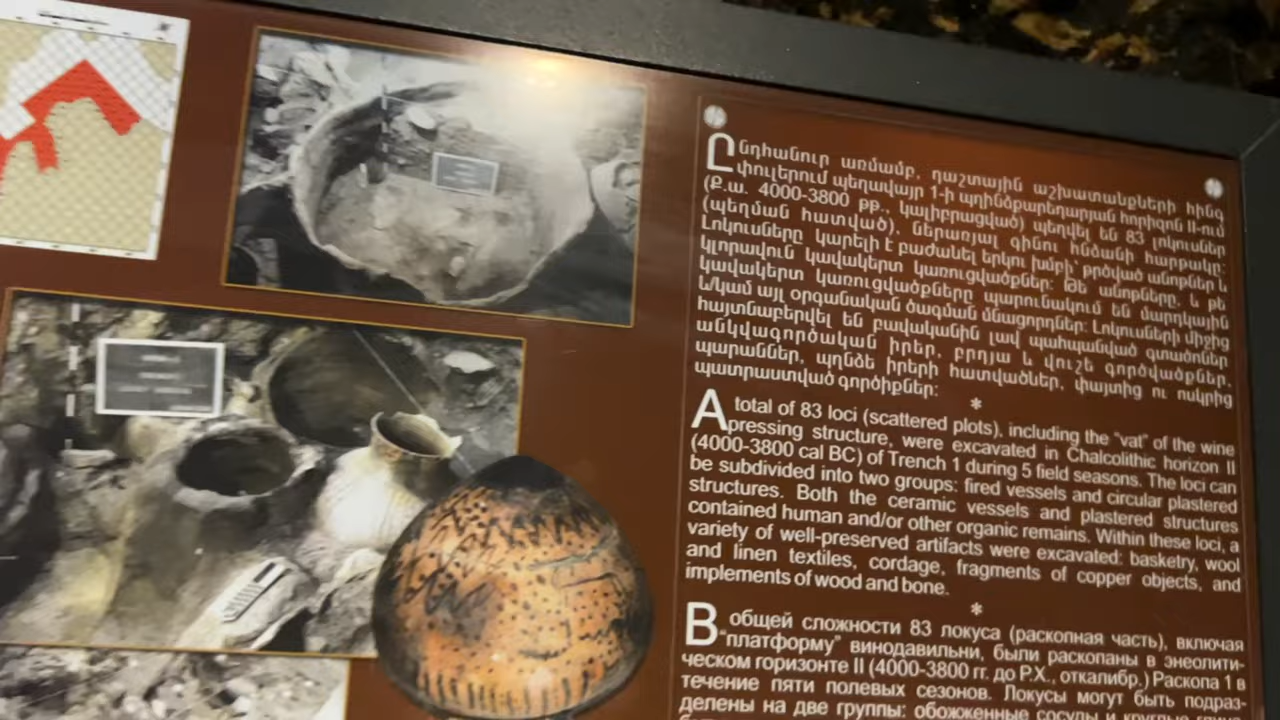 Ընդհանուր առմամբ, դաշտային աշխատանքների հինգ
փուլերում պեղավայր 1-ի պղնձքարեդարյան հորիզոն II-ում
(Ք.ա. 4000-3800 թթ., կալիբրացված) պեղվել են 83 լոկուսներ
(պեղման հատված), ներառյալ գինու հնձանի հարթակը:
Լոկուսները կարելի է բաժանել երկու խմբի՝ թրծված անոթներ և
կլորավուն կավակերտ կառուցվածքներ: Թե՛ անոթները, և թե
կավակերտ կառուցվածքները պարունակում են մարդկային
և/կամ այլ օրգանական ծագման մնացորդներ: Լոկուսների միջից
հայտնաբերվել են բավականին լավ պահպանված գտածոներ
անկվագործական իրեր, բրդյա և վուշե գործվածքներ,
պարաններ, պղնձե իրերի հատվածներ, փայտից ու ոսկրից
պատրաստված գործիքներ:
*
A total of 83 loci (scattered plots), including the “vat” of the wine
pressing structure, were excavated in Chalcolithic horizon II
(4000-3800 cal BC) of Trench 1 during 5 field seasons. The loci can
be subdivided into two groups: fired vessels and circular plastered
structures. Both the ceramic vessels and plastered structures
contained human and/or other organic remains. Within these loci, a
variety of well-preserved artifacts were excavated: basketry, wool
and linen textiles, cordage, fragments of copper objects, and
implements of wood and bone.
*
В общей сложности 83 локуса (раскопная часть), включая
“платформу” винодавильни, были раскопаны в энеолити-
ческом горизонте II (4000-3800 гг. до Р.Х., откалибр.) Раскопа 1 в
течение пяти полевых сезонов. Локусы могут быть подраз-
делены на две группы: обожженные сосуды и